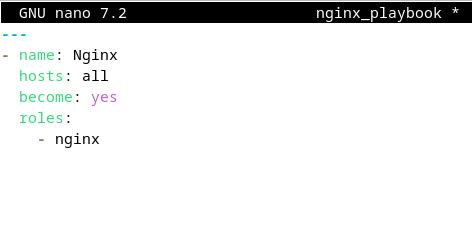 GNU nano 7.2 nginx_playbook *
---
- name: Nginx
  hosts: all
  become: yes
  roles:
    - nginx